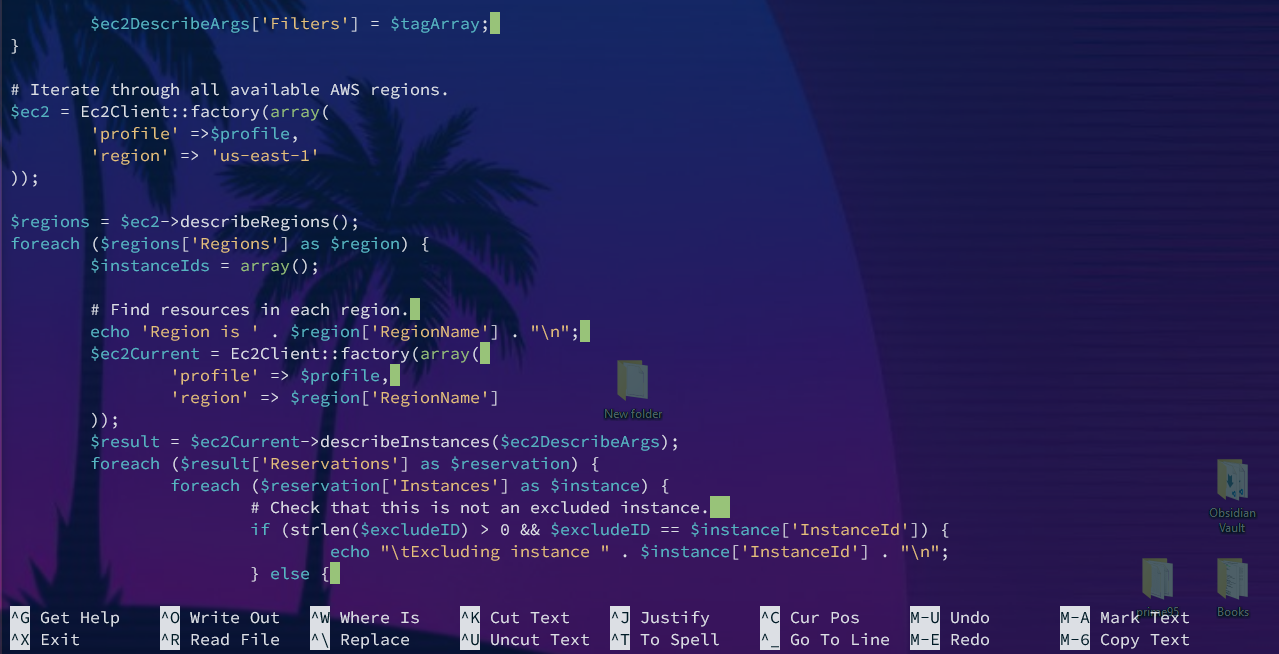 $ec2DescribeArgs['Filters'] = $tagArray;
}

# Iterate through all available AWS regions.
$ec2 = Ec2Client::factory(array(
        'profile' =>$profile,
        'region' => 'us-east-1'
));

$regions = $ec2->describeRegions();
foreach ($regions['Regions'] as $region) {
        $instanceIds = array();

        # Find resources in each region.
        echo 'Region is ' . $region['RegionName'] . "\n";
        $ec2Current = Ec2Client::factory(array(
                'profile' => $profile,
                'region' => $region['RegionName']
        ));
        $result = $ec2Current->describeInstances($ec2DescribeArgs);
        foreach ($result['Reservations'] as $reservation) {
                foreach ($reservation['Instances'] as $instance) {
                        # Check that this is not an excluded instance.
                        if (strlen($excludeID) > 0 && $excludeID == $instance['InstanceId']) {
                                echo "\tExcluding instance " . $instance['InstanceId'] . "\n";
                        } else {
New folder
Obsidian
Vault
prime95
Books
^G Get Help ^O Write Out ^W Where Is ^K Cut Text ^J Justify ^C Cur Pos M-U Undo M-A Mark Text
^X Exit ^R Read File ^\ Replace ^U Uncut Text ^T To Spell ^_ Go To Line M-E Redo M-6 Copy Text